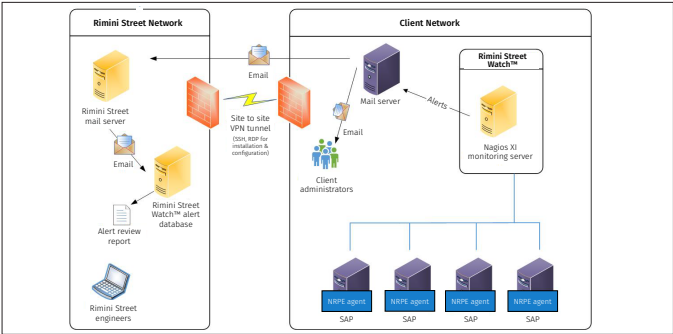 Rimini Street Network
Client Network
Rimini Street
Watch™
Email
Mail server
Rimini Street
mail server
Site to site
VPN tunnel
(SSH, RDP for
installation &
configuration)
Alerts
Email
Nagios XI
monitoring server
Email
Client
administrators
Rimini Street
Watch™ alert
database
Alert review
report
Rimini Street
engineers
NRPE agent
NRPE agent
NRPE agent
NRPE agent
SAP
SAP
SAP
SAP